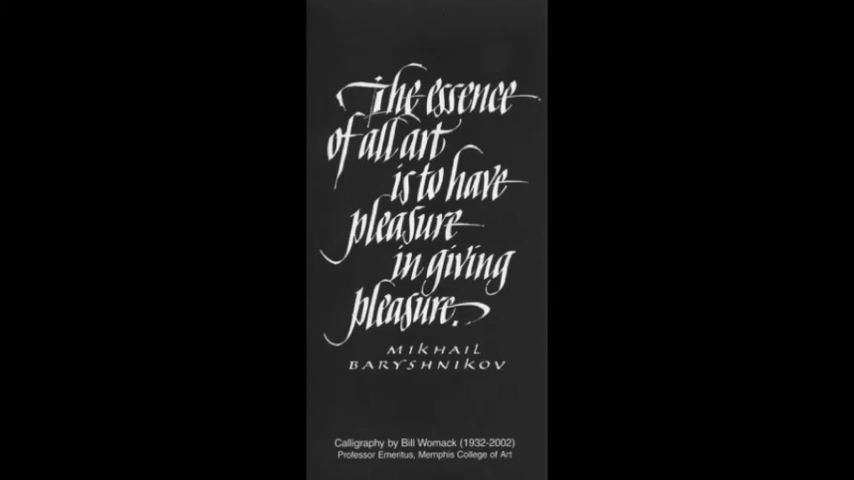 The essence
of all art
is to have
pleasure
in giving
pleasure.
MIKHAIL
BARYSHNIKOV
Calligraphy by Bill Womack (1932-2002)
Professor Emeritus, Memphis College of Art